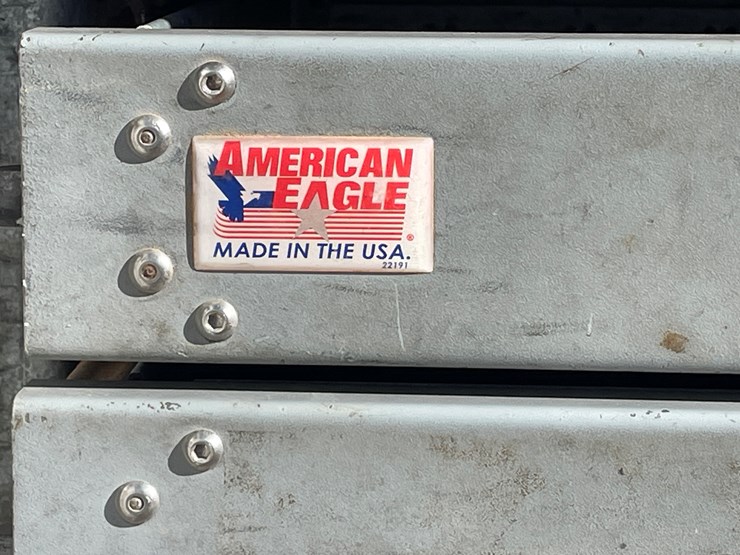 AMERICAN
EAGLE
®
MADE IN THE USA.
22191